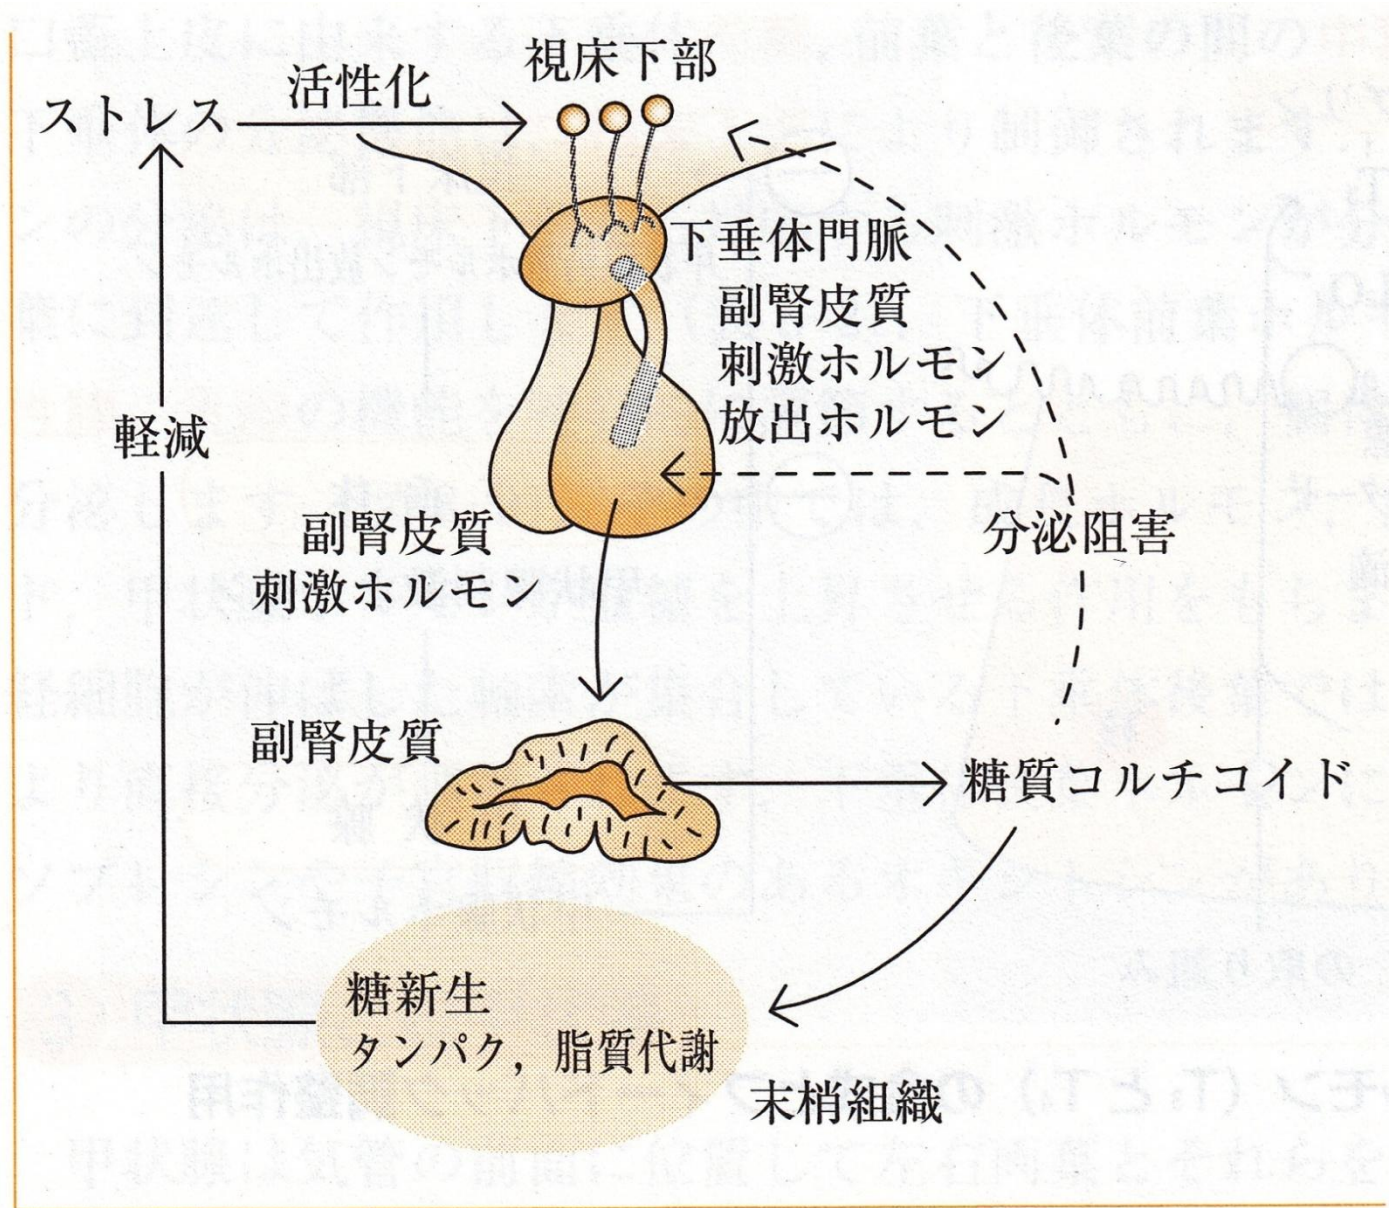 視床下部
活性化
ストレス
下垂体門脈
副腎皮質
刺激ホルモン
放出ホルモン
軽減
副腎皮質
刺激ホルモン
分泌阻害
副腎皮質
糖質コルチコイド
糖新生
タンパク，脂質代謝
末梢組織